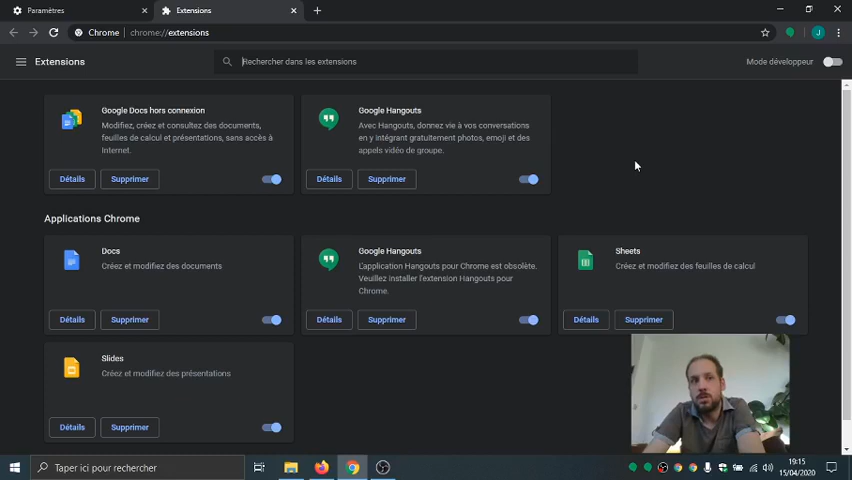 Paramètres
Extensions
Chrome
chrome://extensions
J
Extensions
Rechercher dans les extensions
Mode développeur
Google Docs hors connexion
Modifiez, créez et consultez des documents,
feuilles de calcul et présentations, sans accès à
Internet.
Détails
Supprimer
Google Hangouts
Avec Hangouts, donnez vie à vos conversations
en y intégrant gratuitement photos, emoji et des
appels vidéo de groupe.
Détails
Supprimer
Applications Chrome
Docs
Créez et modifiez des documents
Détails
Supprimer
Google Hangouts
L'application Hangouts pour Chrome est obsolète.
Veuillez installer l'extension Hangouts pour
Chrome.
Détails
Supprimer
Sheets
Créez et modifiez des feuilles de calcul
Détails
Supprimer
Slides
Créez et modifiez des présentations
Détails
Supprimer
Taper ici pour rechercher
19:15
15/04/2020